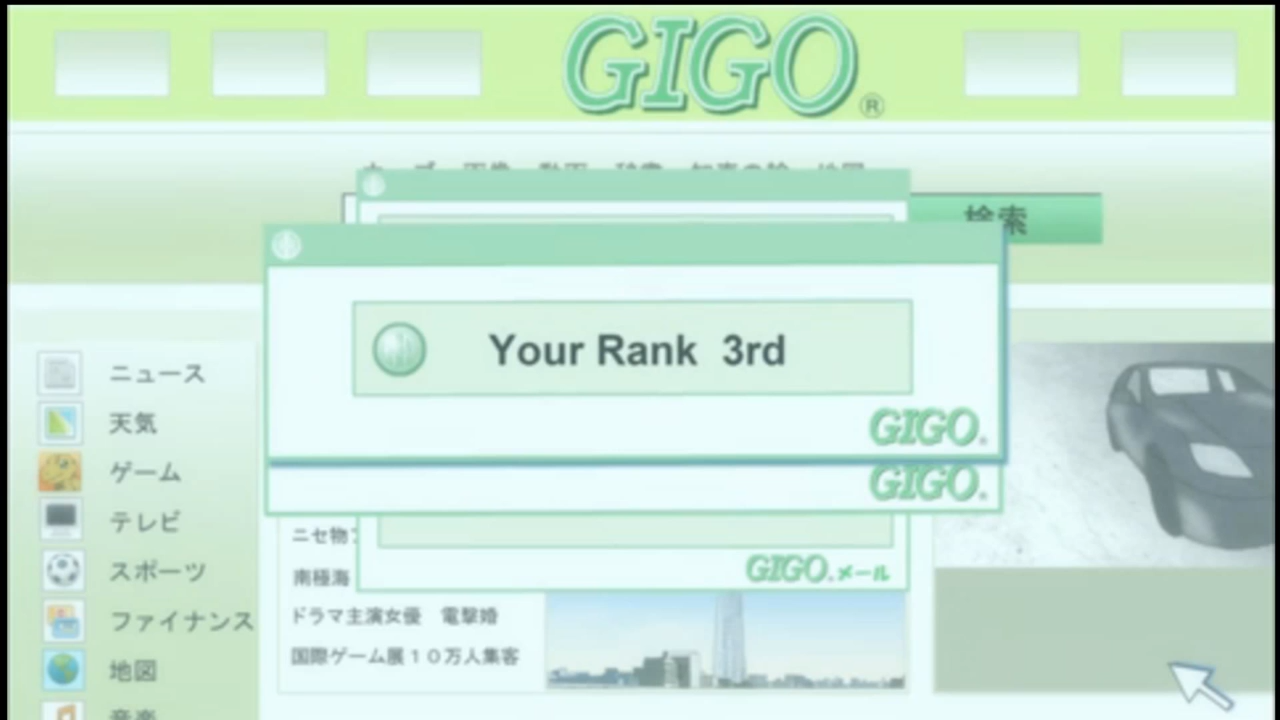 GIGO®
検索
Your Rank 3rd
GIGO
GIGO
GIGO メール
ニュース
天気
ゲーム
テレビ
スポーツ
ファイナンス
地図
音楽
ニセ物
南極海
ドラマ主演女優　電撃婚
国際ゲーム展１０万人集客